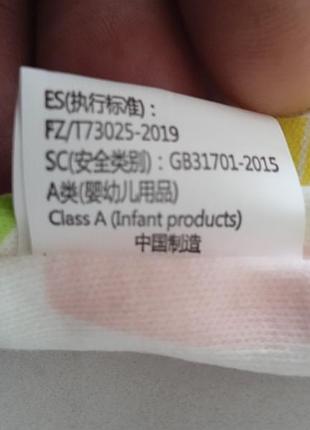 ES(执行标准)：
FZ/T73025-2019
SC(安全类别)：GB31701-2015
A类(婴幼儿用品)
Class A (Infant products)
中国制造